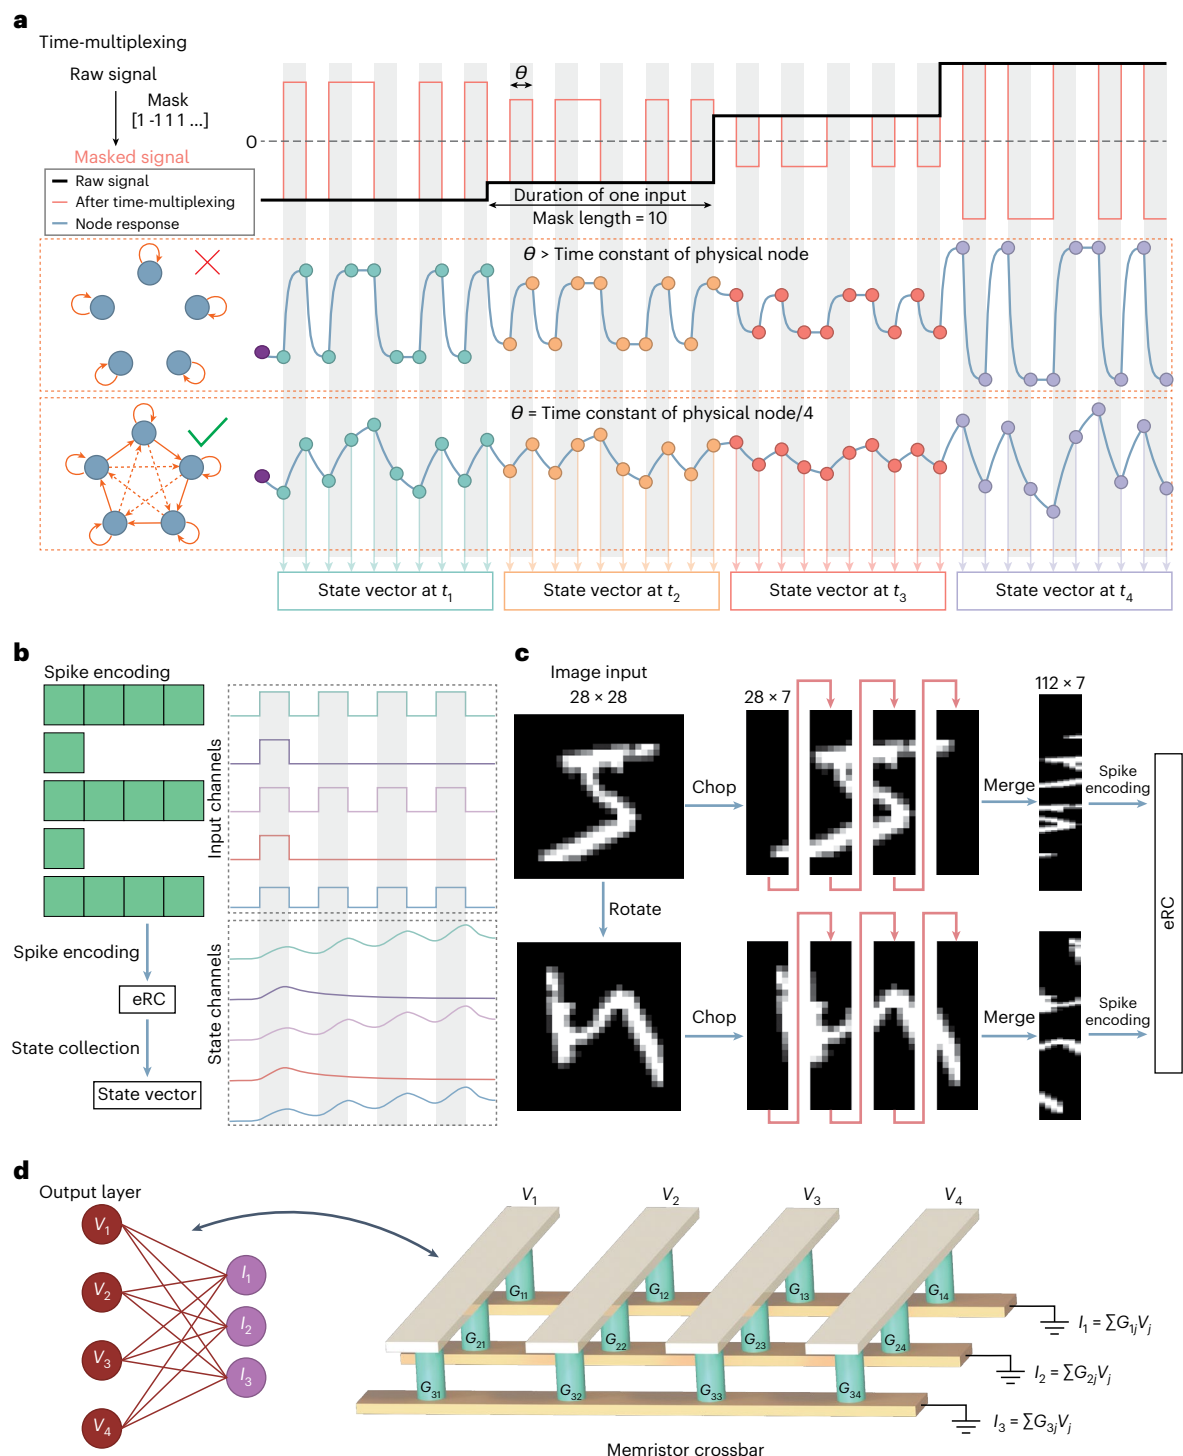 a
Time-multiplexing
Raw signal
Mask
[1 -1 1 1 ...]
Masked signal
Raw signal
After time-multiplexing
Node response
0
θ
Duration of one input
Mask length = 10
θ > Time constant of physical node
θ = Time constant of physical node/4
State vector at t1
State vector at t2
State vector at t3
State vector at t4
b
Spike encoding
Input channels
Spike encoding
eRC
State collection
State vector
State channels
c
Image input
28 × 28
28 × 7
112 × 7
Chop
Merge
Spike
encoding
Rotate
eRC
Chop
Merge
Spike
encoding
d
Output layer
V1
V2
V3
V4
I1
I2
I3
V1
V2
V3
V4
G11
G12
G13
G14
G21
G22
G23
G24
G31
G32
G33
G34
I1 = ∑G1jVj
I2 = ∑G2jVj
I3 = ∑G3jVj
Memristor crossbar